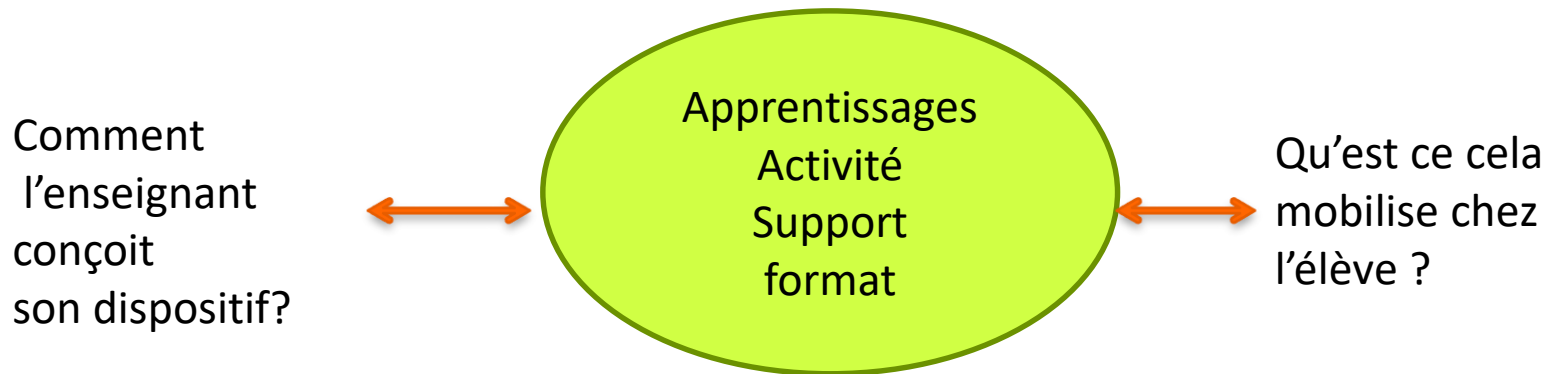 Comment
l’enseignant
conçoit
son dispositif?
Apprentissages
Activité
Support
format
Qu’est ce cela
mobilise chez
l’élève ?